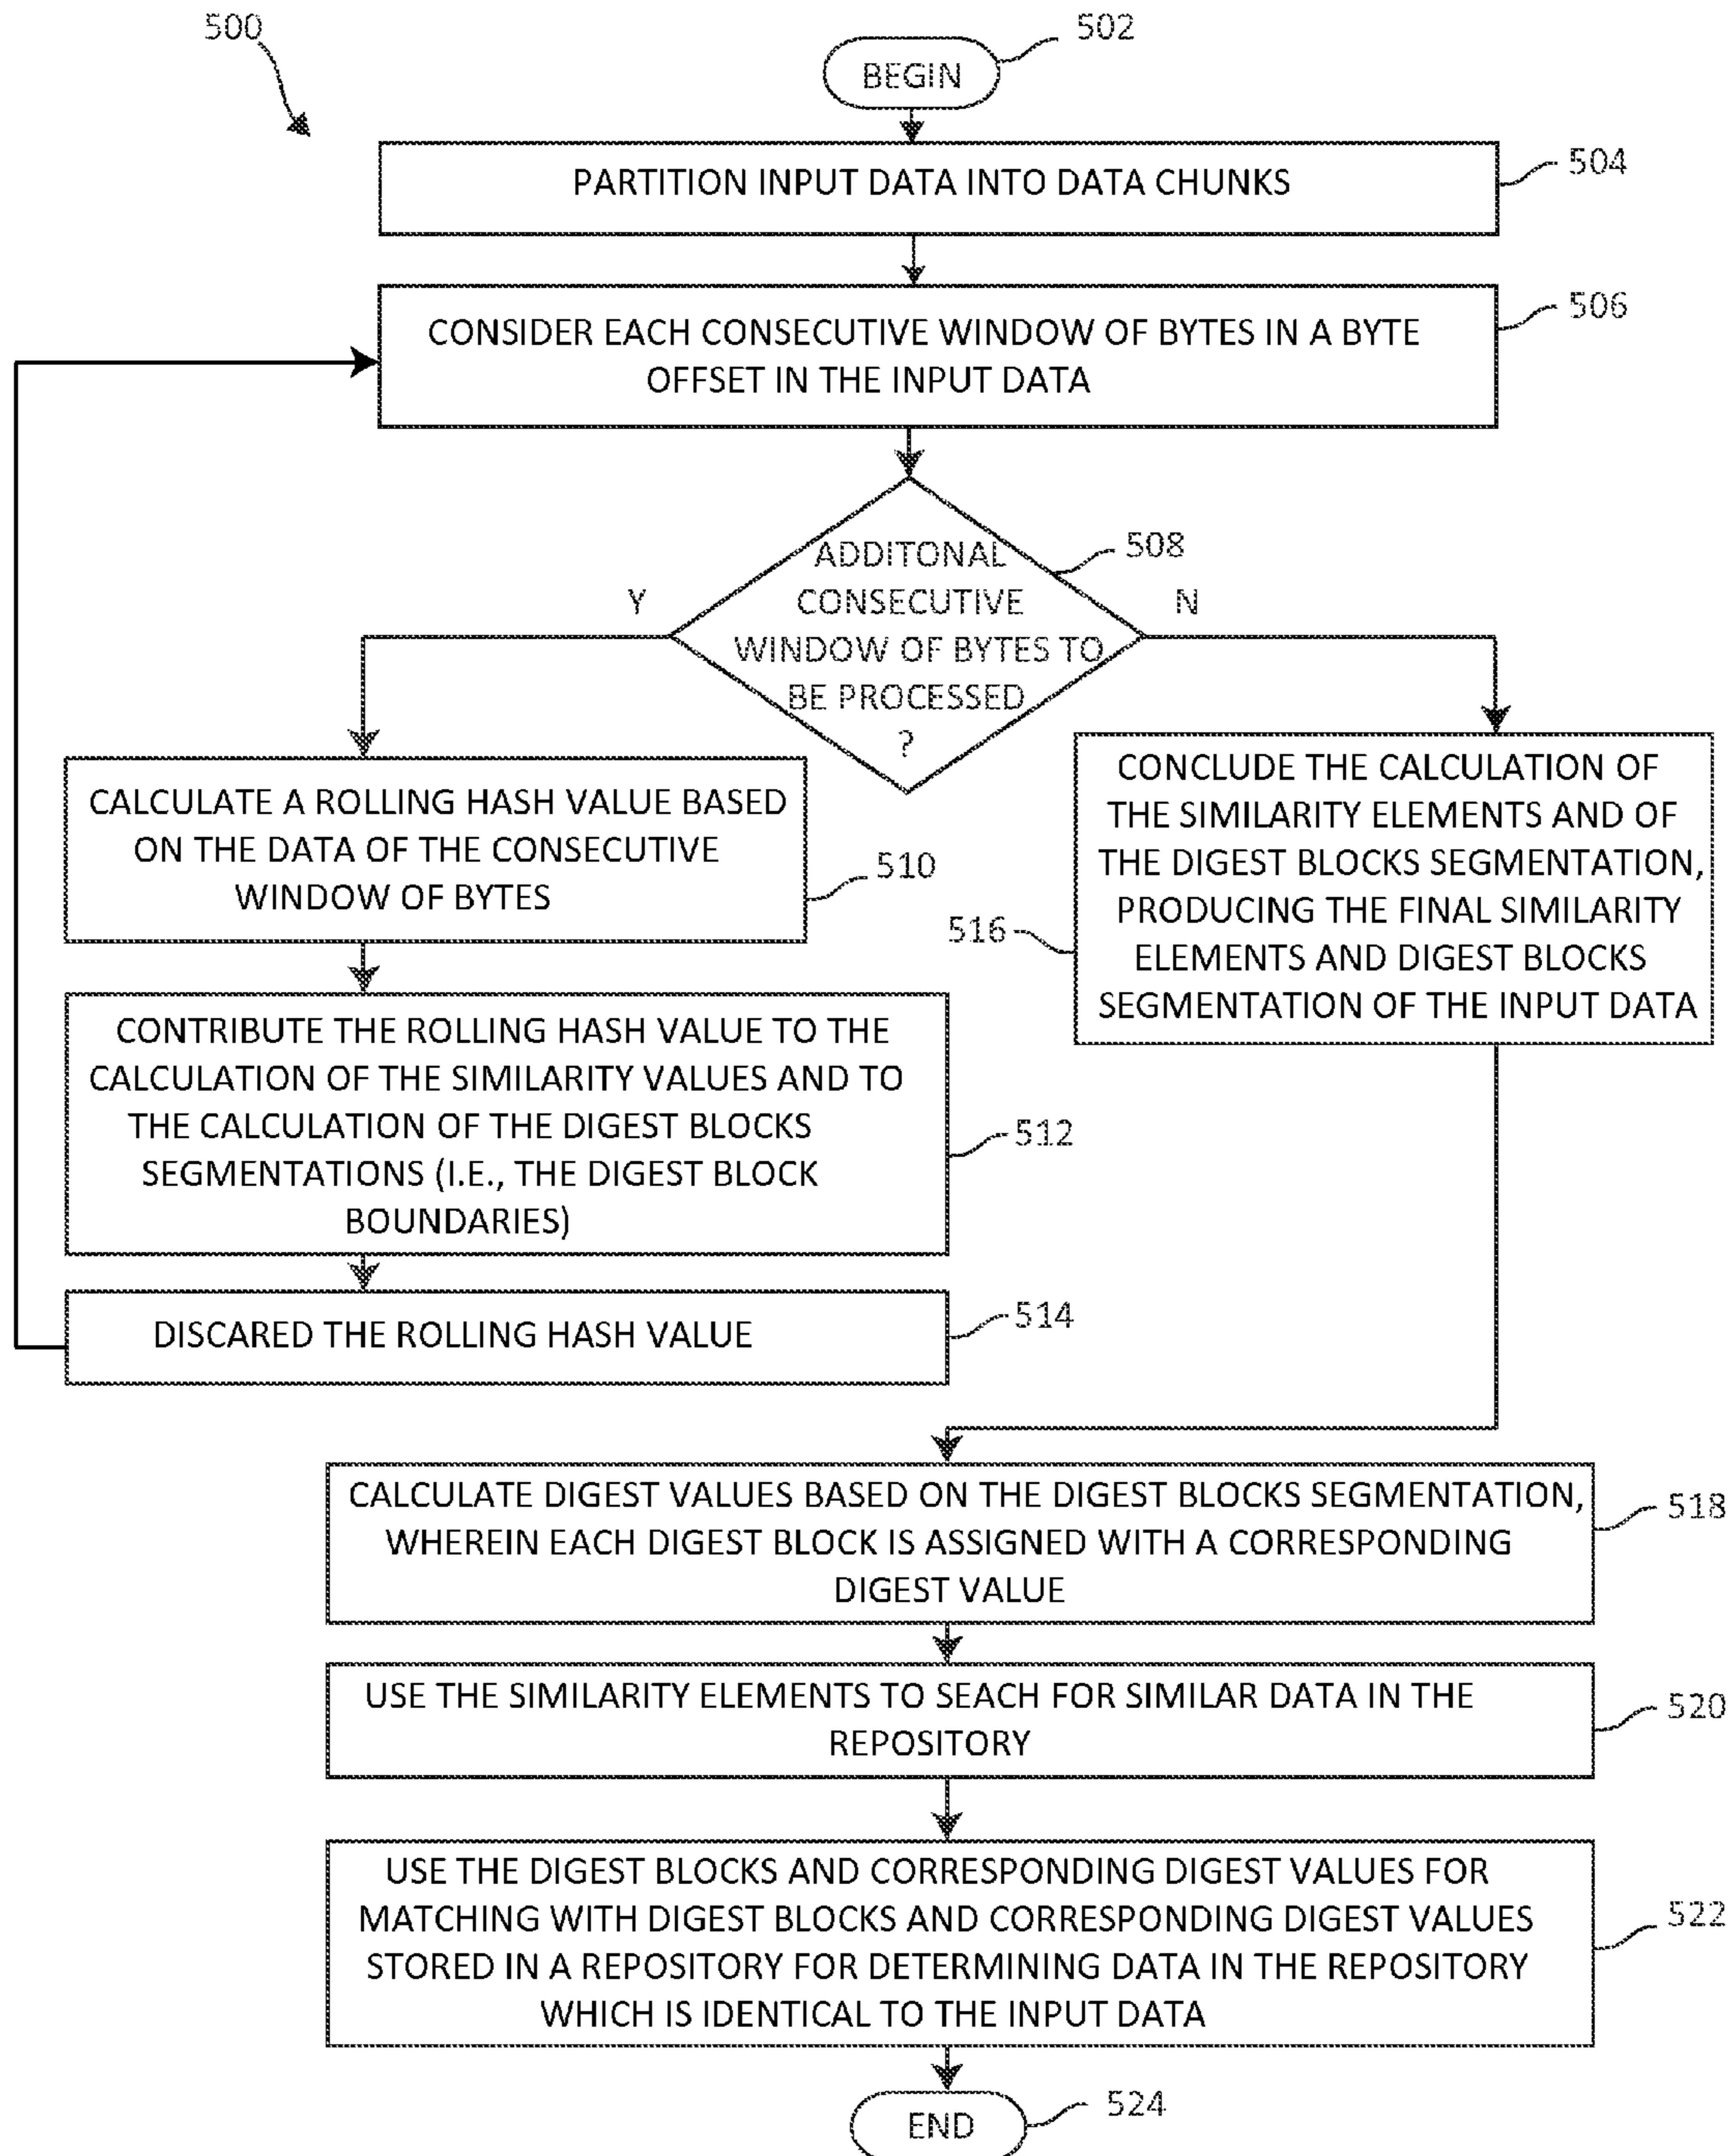 500
502
BEGIN
504
PARTITION INPUT DATA INTO DATA CHUNKS
506
CONSIDER EACH CONSECUTIVE WINDOW OF BYTES IN A BYTE
OFFSET IN THE INPUT DATA
508
ADDITONAL
CONSECUTIVE
WINDOW OF BYTES TO
BE PROCESSED
?
Y
N
CALCULATE A ROLLING HASH VALUE BASED
ON THE DATA OF THE CONSECUTIVE
WINDOW OF BYTES
510
CONTRIBUTE THE ROLLING HASH VALUE TO THE
CALCULATION OF THE SIMILARITY VALUES AND TO
THE CALCULATION OF THE DIGEST BLOCKS
SEGMENTATIONS (I.E., THE DIGEST BLOCK
BOUNDARIES)
512
DISCARED THE ROLLING HASH VALUE
514
CONCLUDE THE CALCULATION OF
THE SIMILARITY ELEMENTS AND OF
THE DIGEST BLOCKS SEGMENTATION,
PRODUCING THE FINAL SIMILARITY
ELEMENTS AND DIGEST BLOCKS
SEGMENTATION OF THE INPUT DATA
516
CALCULATE DIGEST VALUES BASED ON THE DIGEST BLOCKS SEGMENTATION,
WHEREIN EACH DIGEST BLOCK IS ASSIGNED WITH A CORRESPONDING
DIGEST VALUE
518
USE THE SIMILARITY ELEMENTS TO SEACH FOR SIMILAR DATA IN THE
REPOSITORY
520
USE THE DIGEST BLOCKS AND CORRESPONDING DIGEST VALUES FOR
MATCHING WITH DIGEST BLOCKS AND CORRESPONDING DIGEST VALUES
STORED IN A REPOSITORY FOR DETERMINING DATA IN THE REPOSITORY
WHICH IS IDENTICAL TO THE INPUT DATA
522
END
524